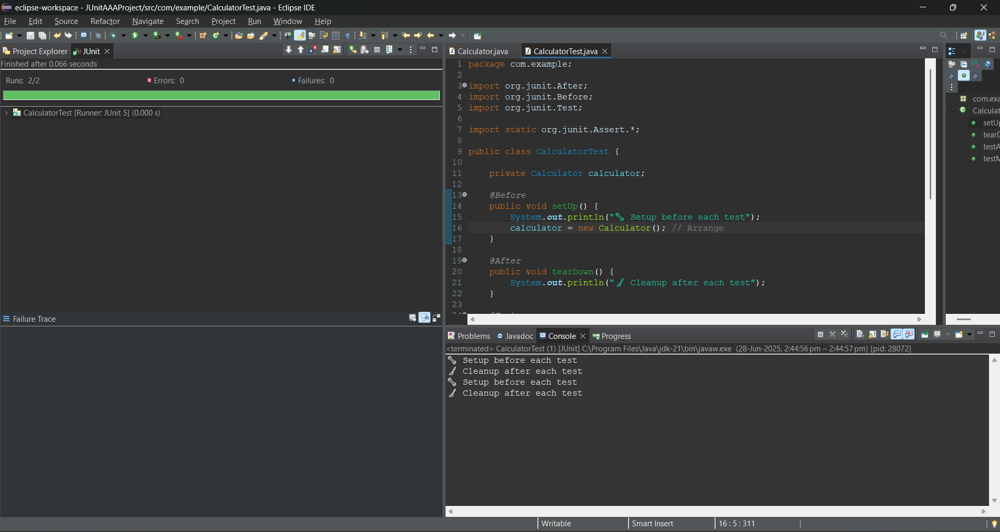 eclipse-workspace - JUnitAAAProject/src/com/example/CalculatorTest.java - Eclipse IDE
File Edit Source Refactor Navigate Search Project Run Window Help
Project Explorer JUnit
Finished after 0.066 seconds
Runs: 2/2 Errors: 0 Failures: 0
CalculatorTest [Runner: JUnit 5] (0.000 s)
Failure Trace
Calculator.java CalculatorTest.java
1 package com.example;
2
3 import org.junit.After;
4 import org.junit.Before;
5 import org.junit.Test;
6
7 import static org.junit.Assert.*;
8
9 public class CalculatorTest {
10
11 private Calculator calculator;
12
13 @Before
14 public void setUp() {
15 System.out.println("🔧 Setup before each test");
16 calculator = new Calculator(); // Arrange
17 }
18
19 @After
20 public void tearDown() {
21 System.out.println("🧹 Cleanup after each test");
22 }
23
com.exa
Calculat
setUp
tearD
testA
testM
Problems Javadoc Console Progress
<terminated> CalculatorTest (1) [JUnit] C:\Program Files\Java\jdk-21\bin\javaw.exe (28-Jun-2025, 2:44:56 pm – 2:44:57 pm) [pid: 28072]
🔧 Setup before each test
🧹 Cleanup after each test
🔧 Setup before each test
🧹 Cleanup after each test
Writable Smart Insert 16 : 5 : 311